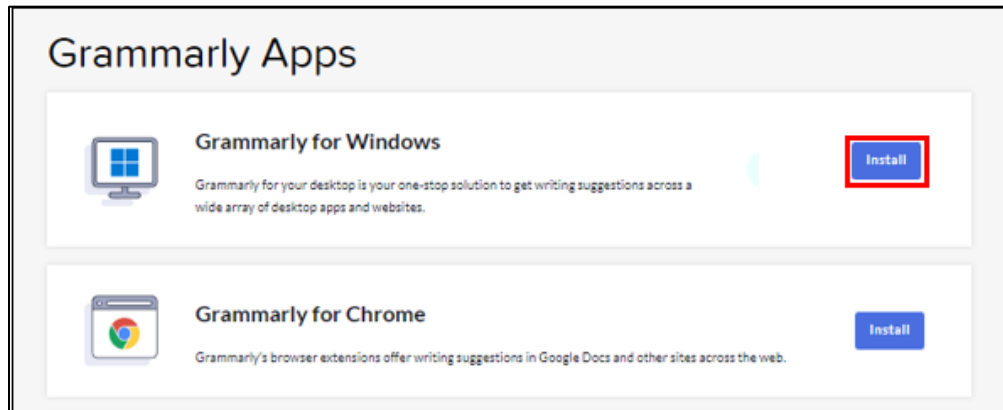 Grammarly Apps
Grammarly for Windows
Install
Grammarly for your desktop is your one-stop solution to get writing suggestions across a
wide array of desktop apps and websites.
Grammarly for Chrome
Install
Grammarly's browser extensions offer writing suggestions in Google Docs and other sites across the web.